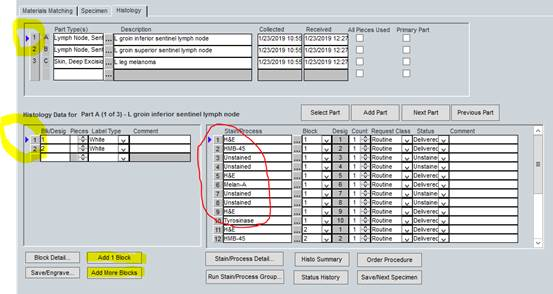 Materials Matching Specimen Histology
Part Type(s) Description Collected Received All Pieces Used Primary Part
1 A Lymph Node, Sent ... L groin inferior sentinel lymph node 1/23/2019 10:55 1/23/2019 12:27
2 B Lymph Node, Sent ... L groin superior sentinel lymph node 1/23/2019 10:55 1/23/2019 12:27
3 C Skin, Deep Excisio ... L leg melanoma 1/23/2019 10:55 1/23/2019 12:27
Histology Data for Part A (1 of 3) - L groin inferior sentinel lymph node
Select Part Add Part Next Part Previous Part
Blk/Desig Pieces Label Type Comment
1 1 White
2 2 White
Stain/Process Block Desig Count Request Class Status Comment
1 H&E ... 1 1 1 Routine Delivered
2 HMB-45 ... 1 2 1 Routine Delivered
3 Unstained ... 1 3 1 Routine Unstaine
4 Unstained ... 1 4 1 Routine Unstaine
5 H&E ... 1 5 1 Routine Delivered
6 Melan-A ... 1 6 1 Routine Delivered
7 Unstained ... 1 7 1 Routine Unstaine
8 Unstained ... 1 8 1 Routine Unstaine
9 H&E ... 1 9 1 Routine Delivered
10 Tyrosinase ... 1 10 1 Routine Delivered
11 H&E ... 2 1 1 Routine Delivered
12 HMB-45 ... 2 2 1 Routine Delivered
Block Detail... Add 1 Block
Save/Engrave... Add More Blocks
Stain/Process Detail... Histo Summary Order Procedure
Run Stain/Process Group... Status History Save/Next Specimen